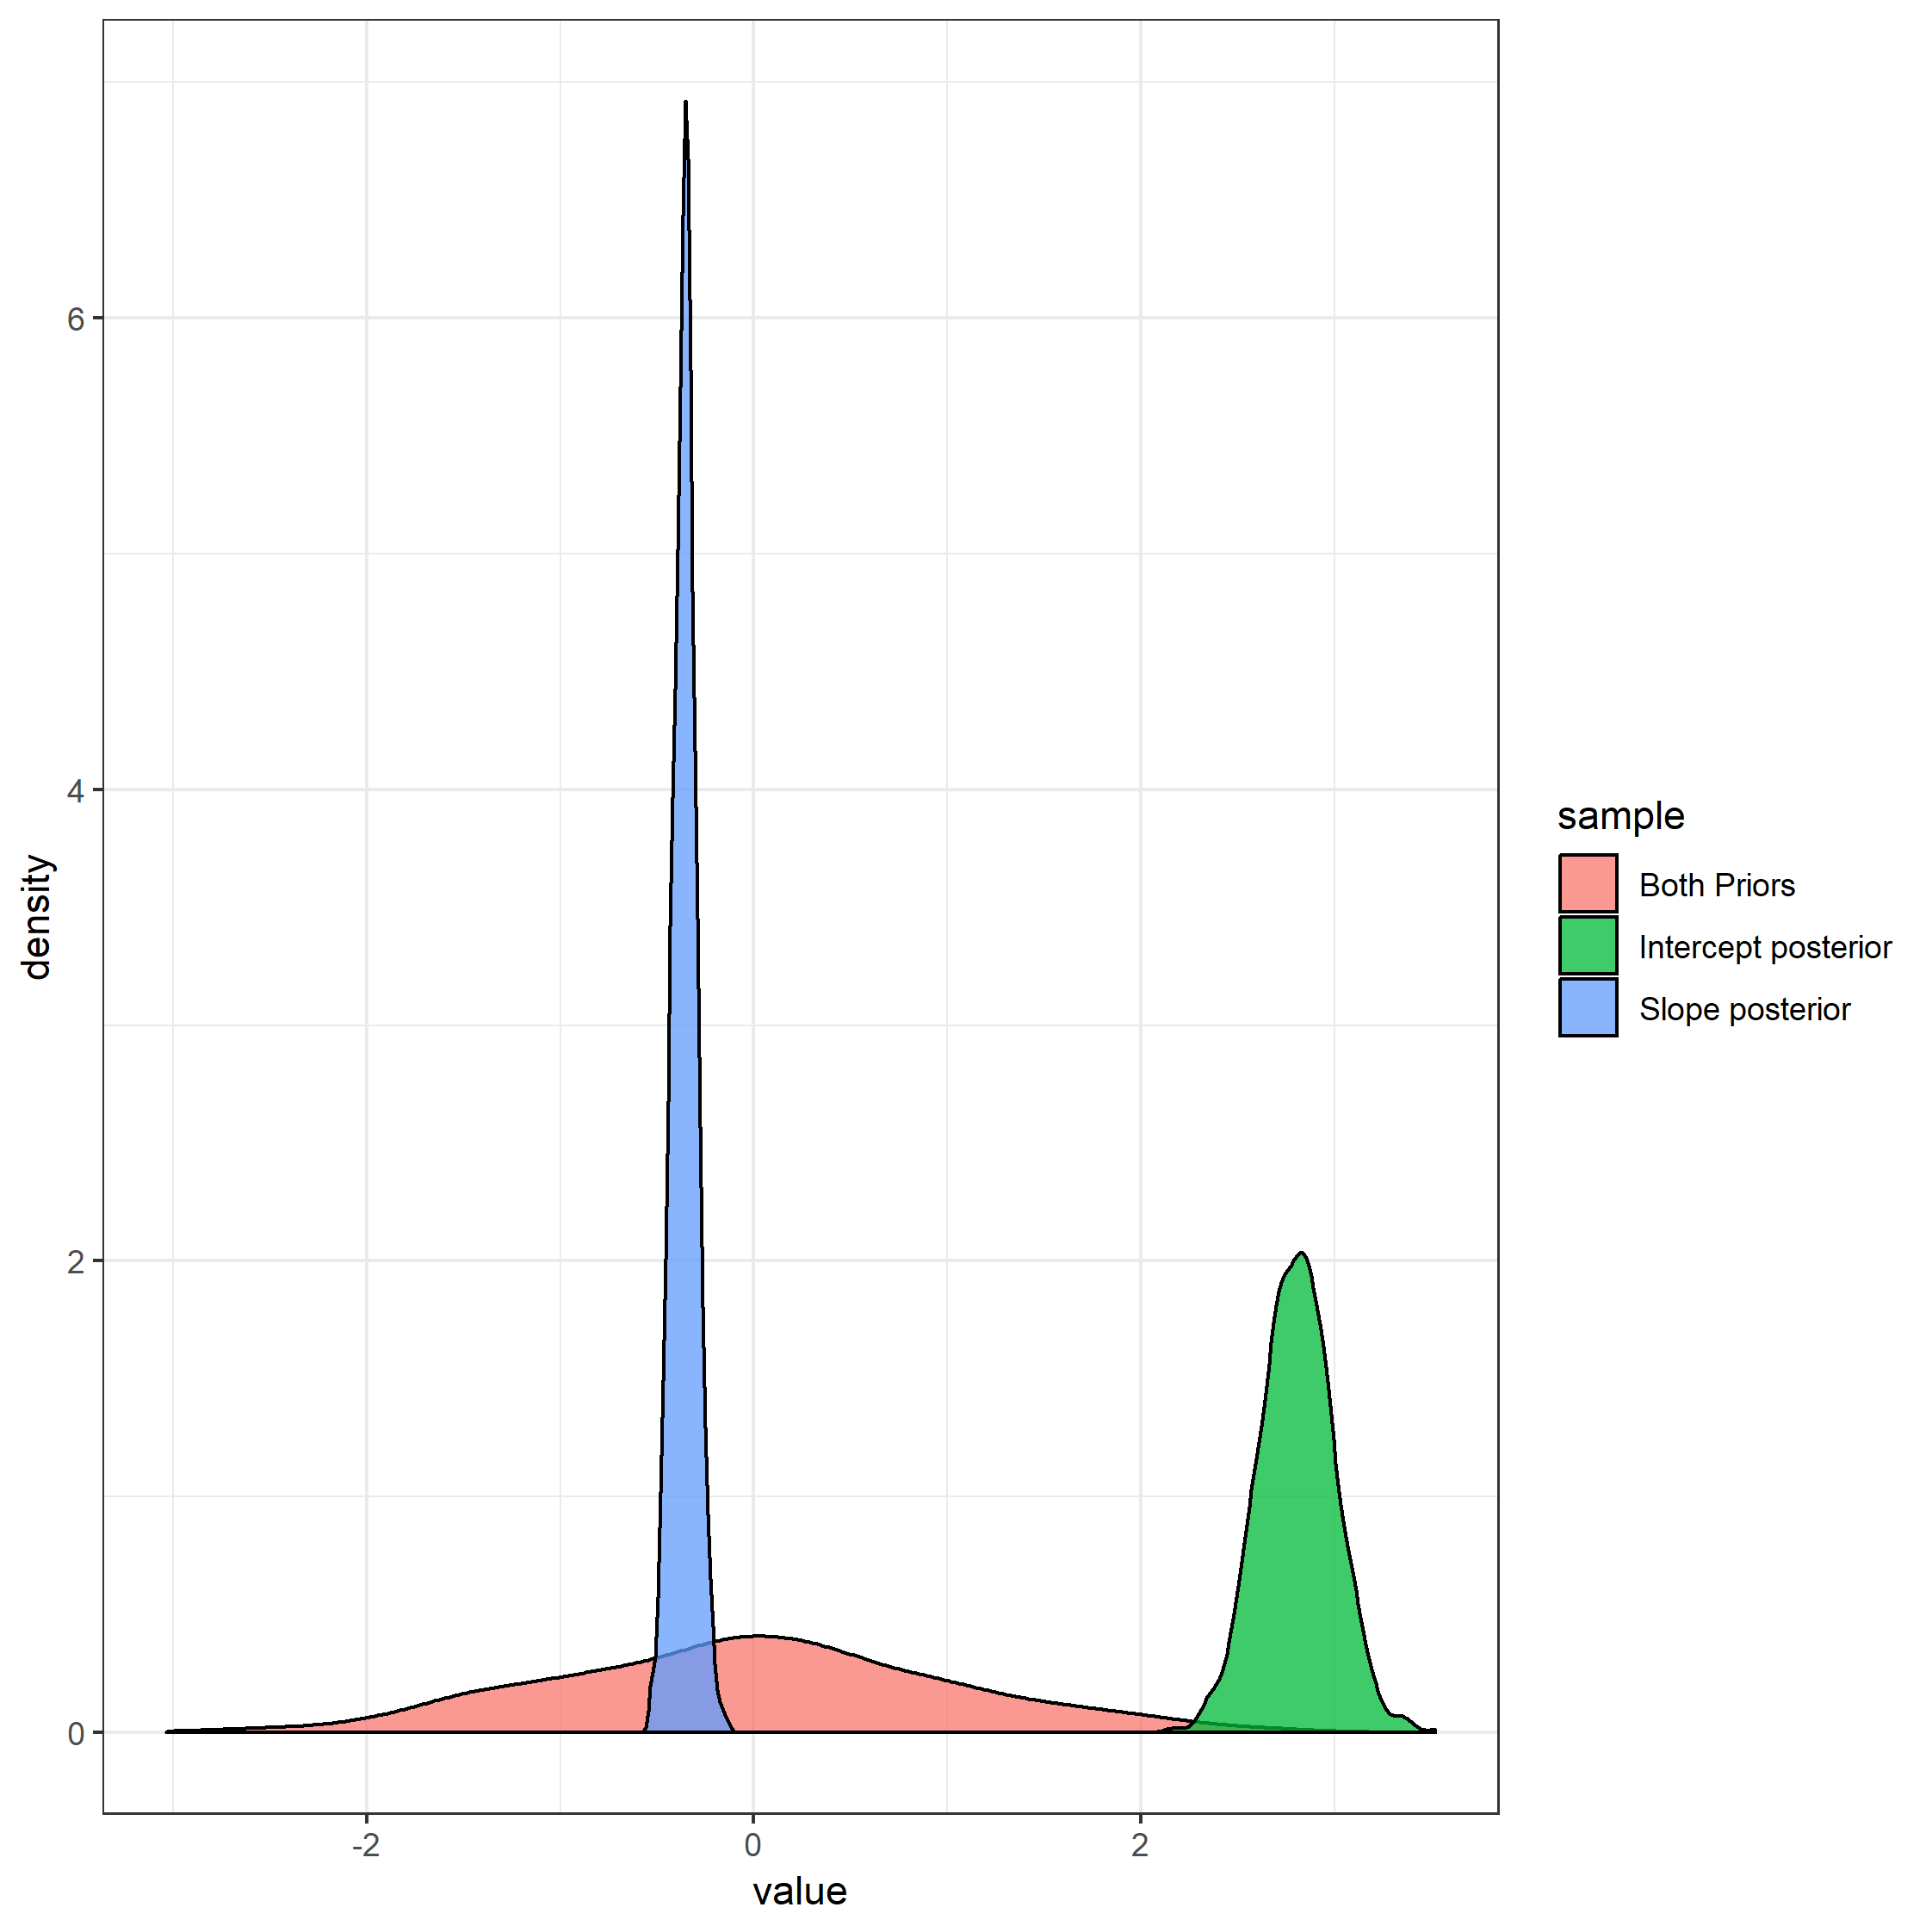 6
4
2
0
density
-2
0
2
value
sample
Both Priors
Intercept posterior
Slope posterior